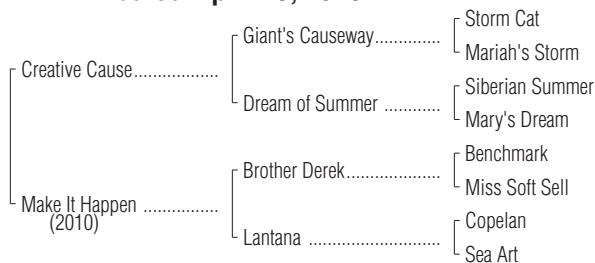 Storm Cat
Giant's Causeway..............
Mariah's Storm
Creative Cause..................
Siberian Summer
Dream of Summer ............
Mary's Dream
Benchmark
Brother Derek....................
Miss Soft Sell
Make It Happen ................
(2010)
Copelan
Lantana ............................
Sea Art